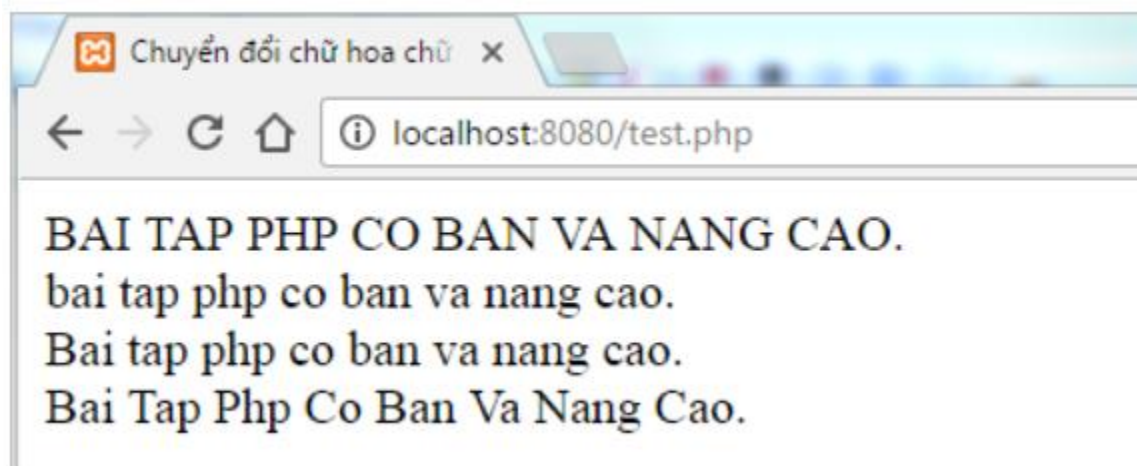 Chuyển đổi chữ hoa chữ
localhost:8080/test.php
BAI TAP PHP CO BAN VA NANG CAO.
bai tap php co ban va nang cao.
Bai tap php co ban va nang cao.
Bai Tap Php Co Ban Va Nang Cao.